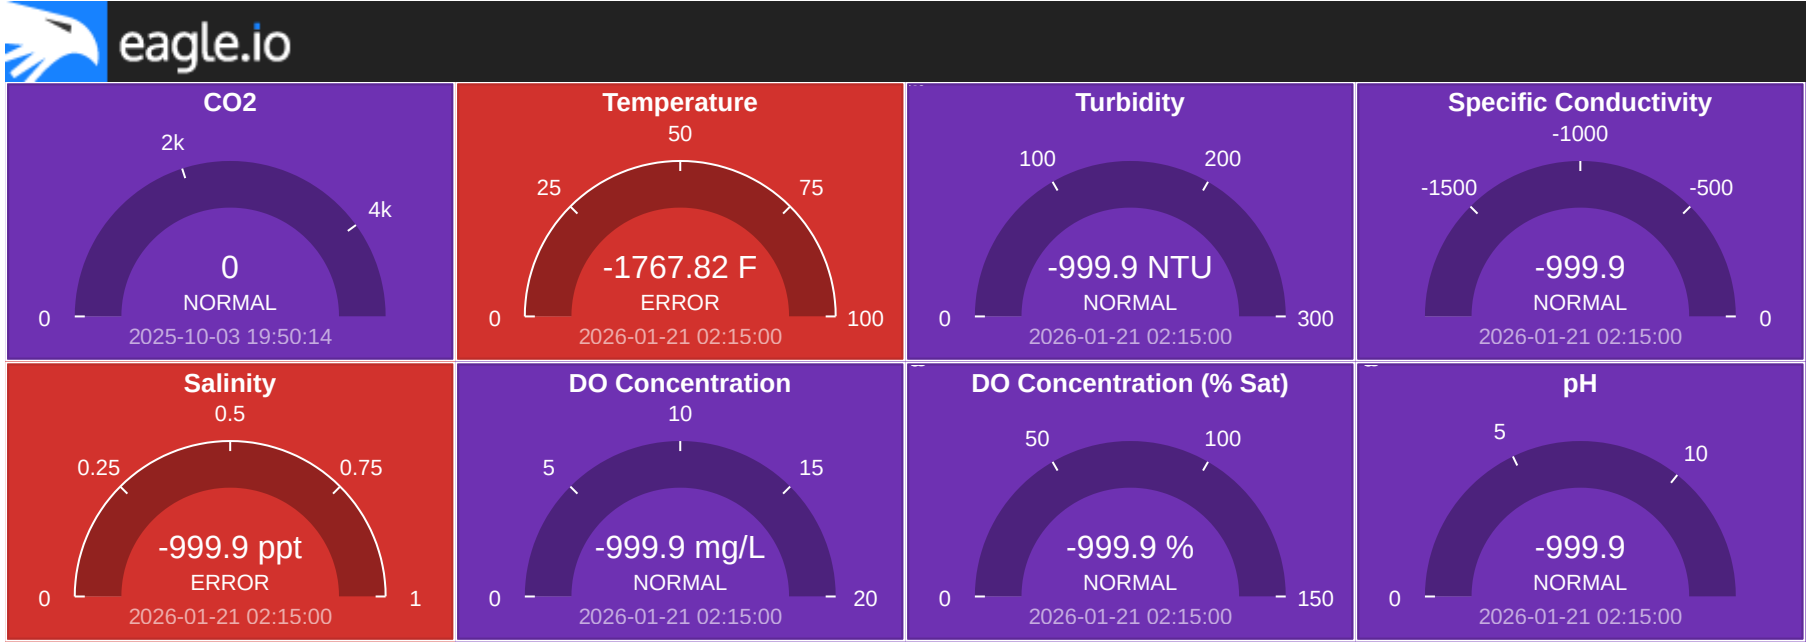 eagle.io
CO2
2k
4k
0
0
NORMAL
2025-10-03 19:50:14
Temperature
50
25
75
-1767.82 F
ERROR
0
100
2026-01-21 02:15:00
Turbidity
100
200
-999.9 NTU
NORMAL
0
300
2026-01-21 02:15:00
Specific Conductivity
-1000
-1500
-500
-999.9
NORMAL
0
2026-01-21 02:15:00
Salinity
0.5
0.25
0.75
-999.9 ppt
ERROR
0
1
2026-01-21 02:15:00
DO Concentration
10
5
15
-999.9 mg/L
NORMAL
0
20
2026-01-21 02:15:00
DO Concentration (% Sat)
50
100
-999.9 %
NORMAL
0
150
2026-01-21 02:15:00
pH
5
10
-999.9
NORMAL
0
2026-01-21 02:15:00